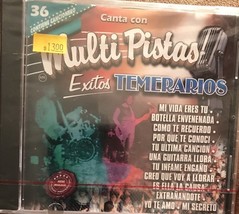 36
Canta con
$1300
Multi Pistas
Exitos TEMERARIOS
MI VIDA ERES TU
BOTELLA ENVENENADA
COMO TE RECUERDO
POR QUE TE CONOCI
TU ULTIMA CANCION
UNA GUITARRA LLORA
TU INFAME ENGAÑO
CREO QUE VOY A LLORAR
ES ELLA LA CAUSA
EXTRAÑANDOTE
YO TE AMO - MI SECRETO